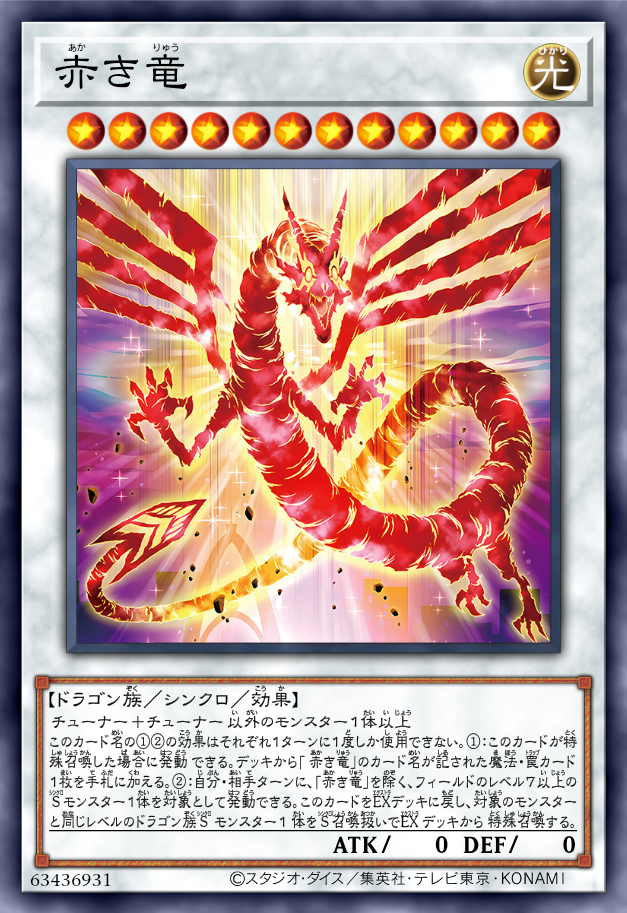 赤き竜
光
【ドラゴン族／シンクロ／効果】
チューナー＋チューナー以外のモンスター１体以上
このカード名の①②の効果はそれぞれ１ターンに１度しか使用できない。①：このカードが特
殊召喚した場合に発動できる。デッキから「赤き竜」のカード名が記された魔法・罠カード
１枚を手札に加える。②：自分・相手ターンに、「赤き竜」を除く、フィールドのレベル７以上の
Ｓモンスター１体を対象として発動できる。このカードをEXデッキに戻し、対象のモンスター
と同じレベルのドラゴン族Ｓモンスター１体をＳ召喚扱いでEXデッキから特殊召喚する。
ATK/ 0 DEF/ 0
63436931 ©スタジオ・ダイス／集英社・テレビ東京・KONAMI